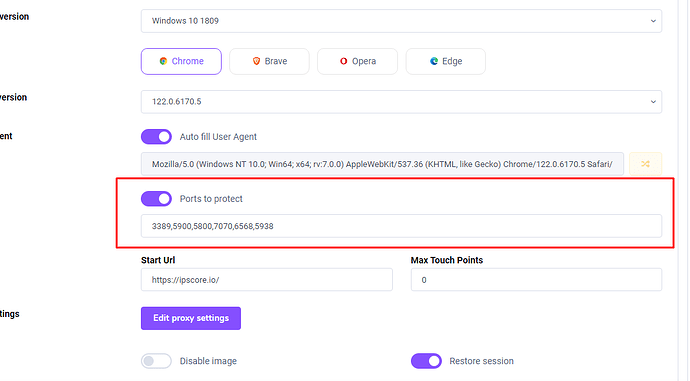 ersion
Windows 10 1809
Chrome
Brave
Opera
Edge
ersion
122.0.6170.5
ent
Auto fill User Agent
Mozilla/5.0 (Windows NT 10.0; Win64; x64; rv:7.0.0) AppleWebKit/537.36 (KHTML, like Gecko) Chrome/122.0.6170.5 Safari/
Ports to protect
3389,5900,5800,7070,6568,5938
Start Url
Max Touch Points
https://ipscore.io/
0
tings
Edit proxy settings
Disable image
Restore session